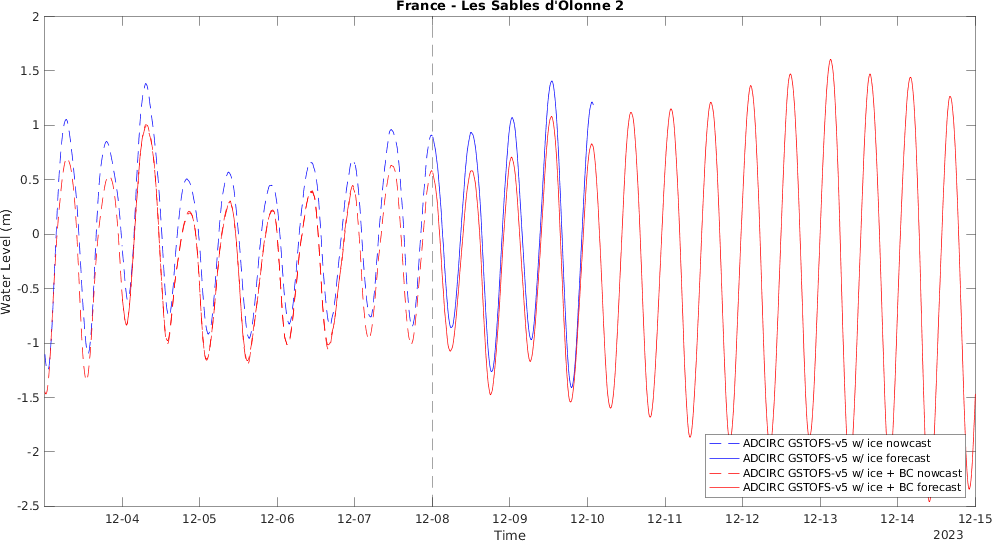 France - Les Sables d'Olonne 2
2
1.5
1
0.5
0
-0.5
-1
-1.5
-2
-2.5
Water Level (m)
ADCIRC GSTOFS-v5 w/ ice nowcast
ADCIRC GSTOFS-v5 w/ ice forecast
ADCIRC GSTOFS-v5 w/ ice + BC nowcast
ADCIRC GSTOFS-v5 w/ ice + BC forecast
12-04 12-05 12-06 12-07 12-08 12-09 12-10 12-11 12-12 12-13 12-14 12-15
Time
2023